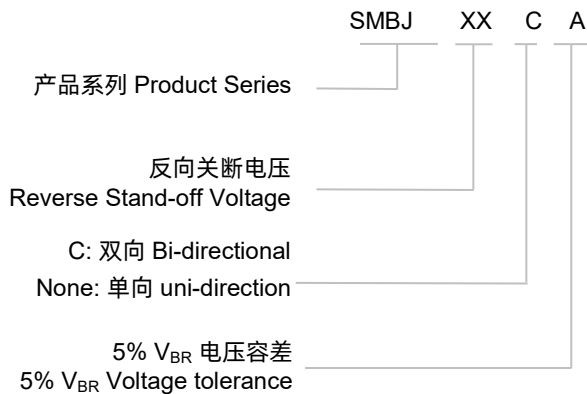 SMBJ XX C A
产品系列 Product Series
反向关断电压
Reverse Stand-off Voltage
C: 双向 Bi-directional
None: 单向 uni-direction
5% VBR 电压容差
5% VBR Voltage tolerance